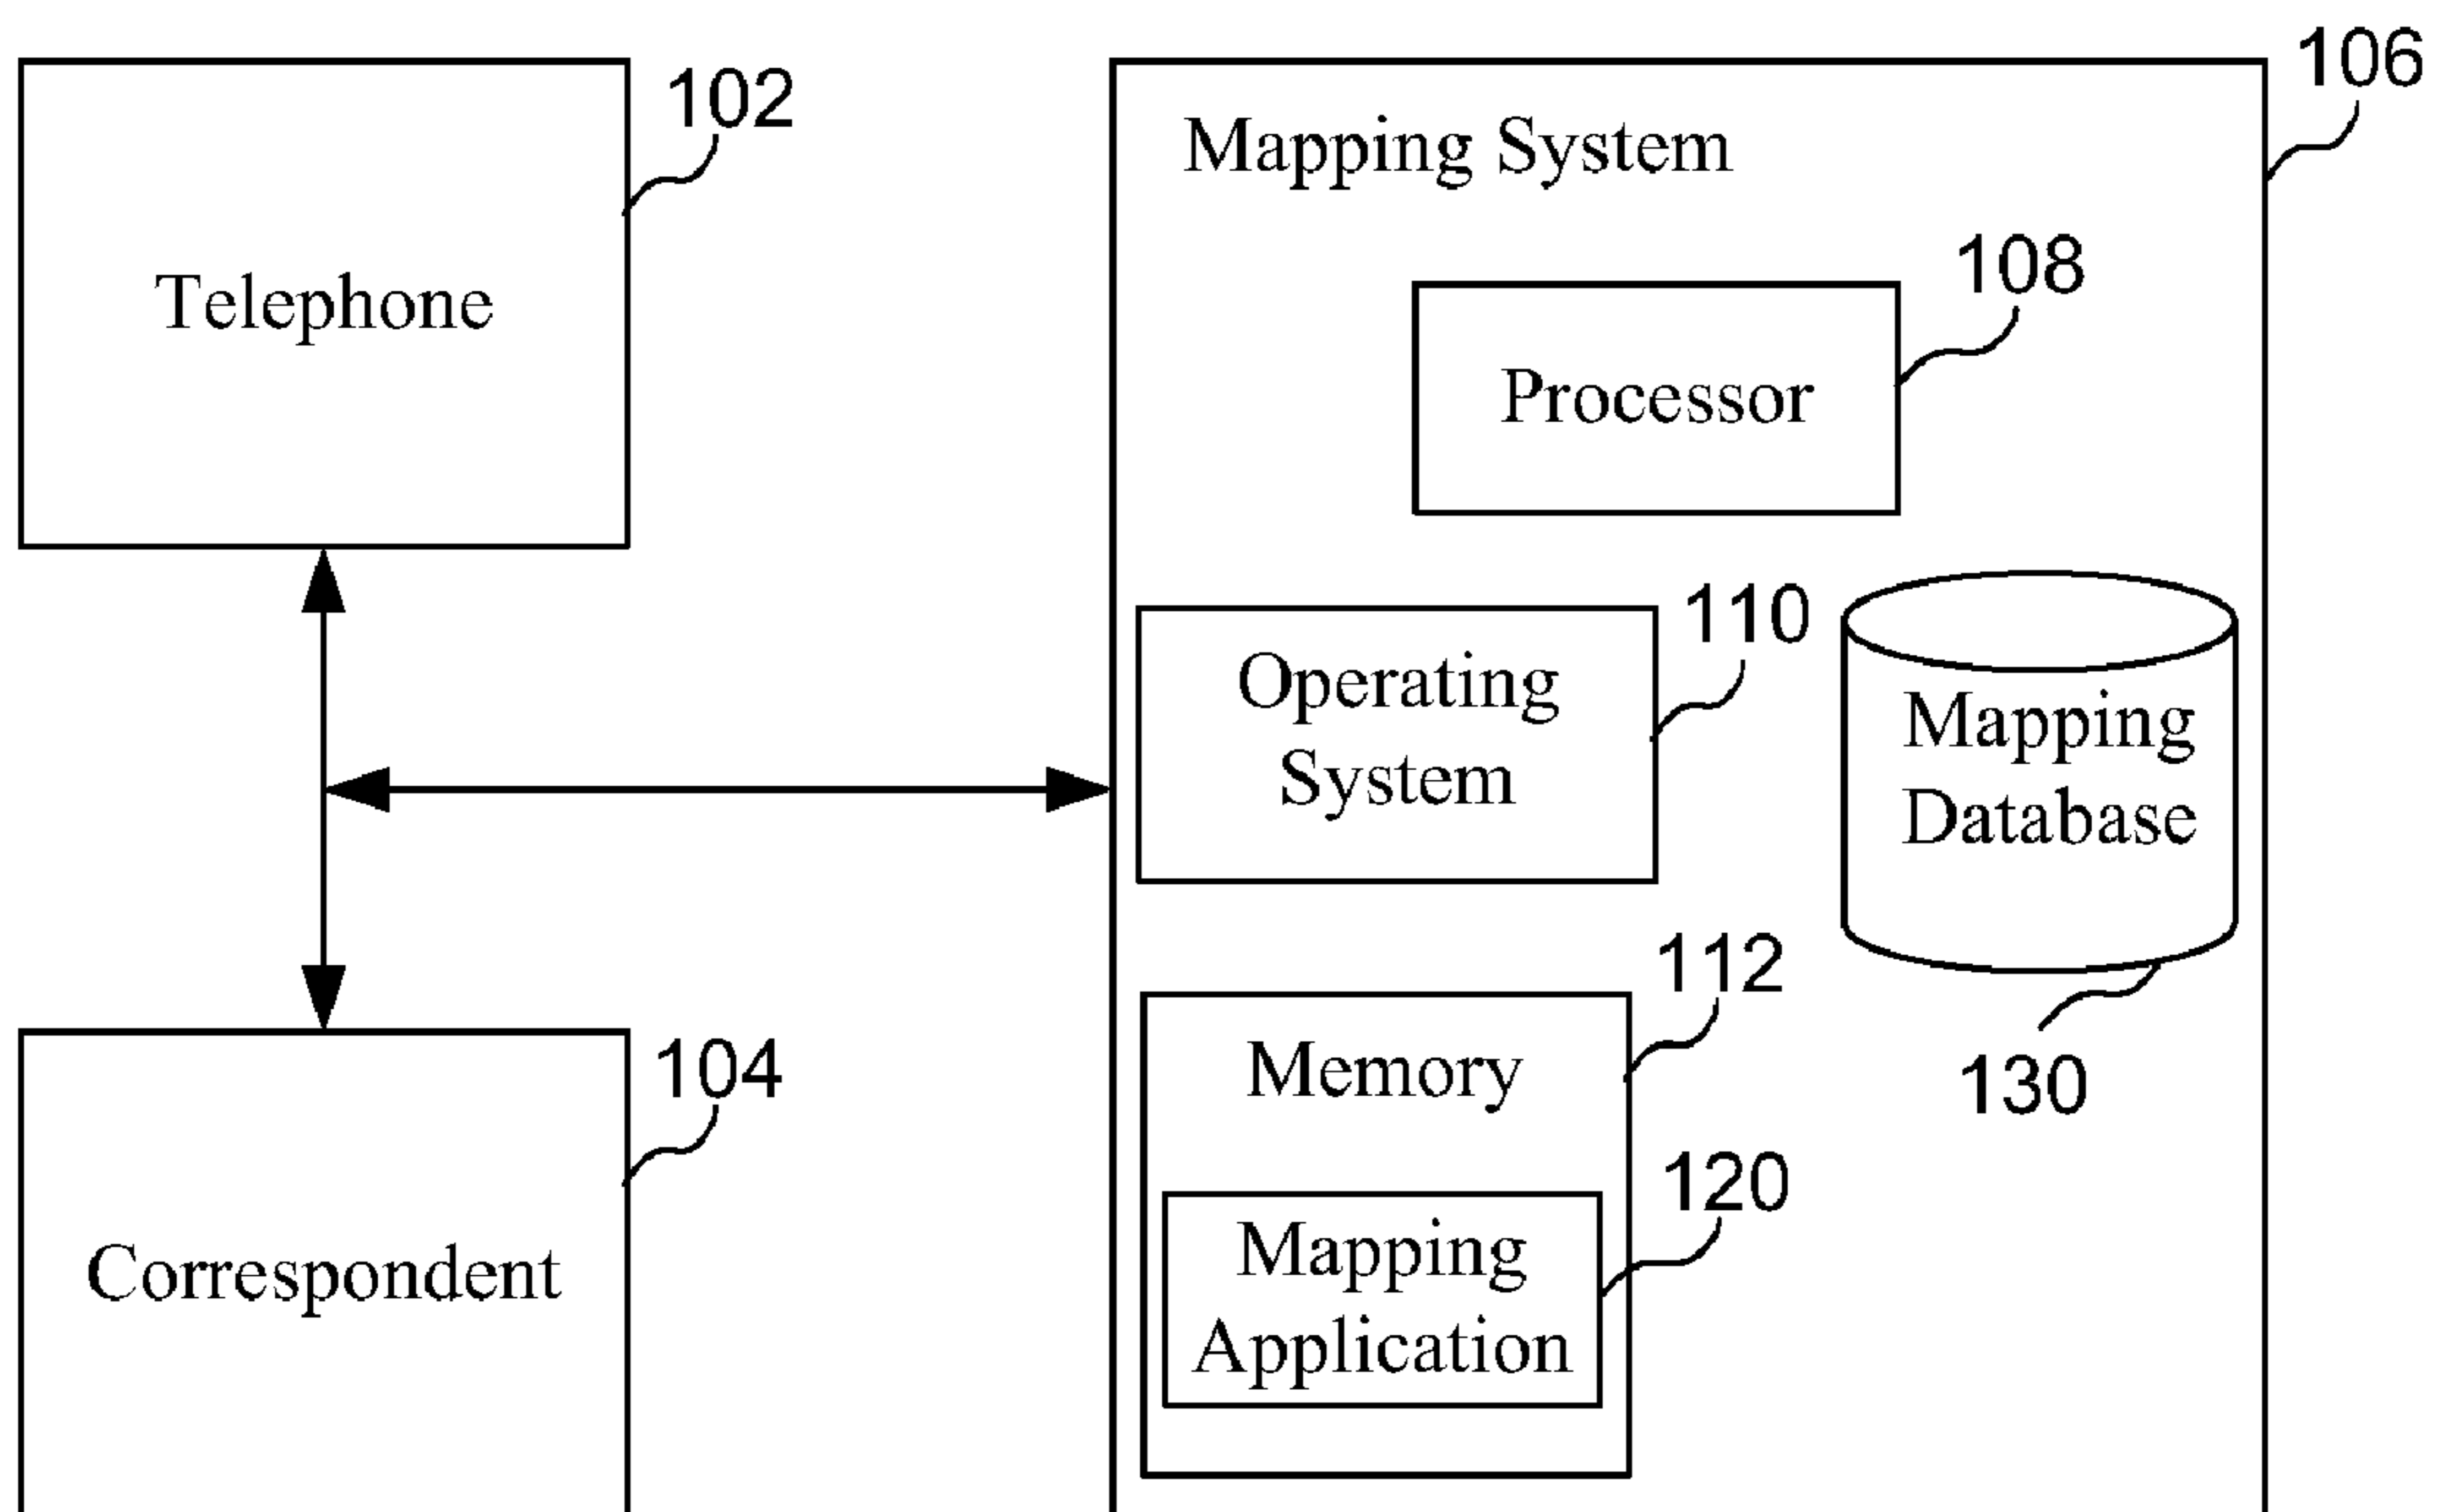 106
102
Mapping System
108
Telephone
Processor
110
Operating
System
Mapping
Database
112
104
Memory
130
120
Mapping
Application
Correspondent